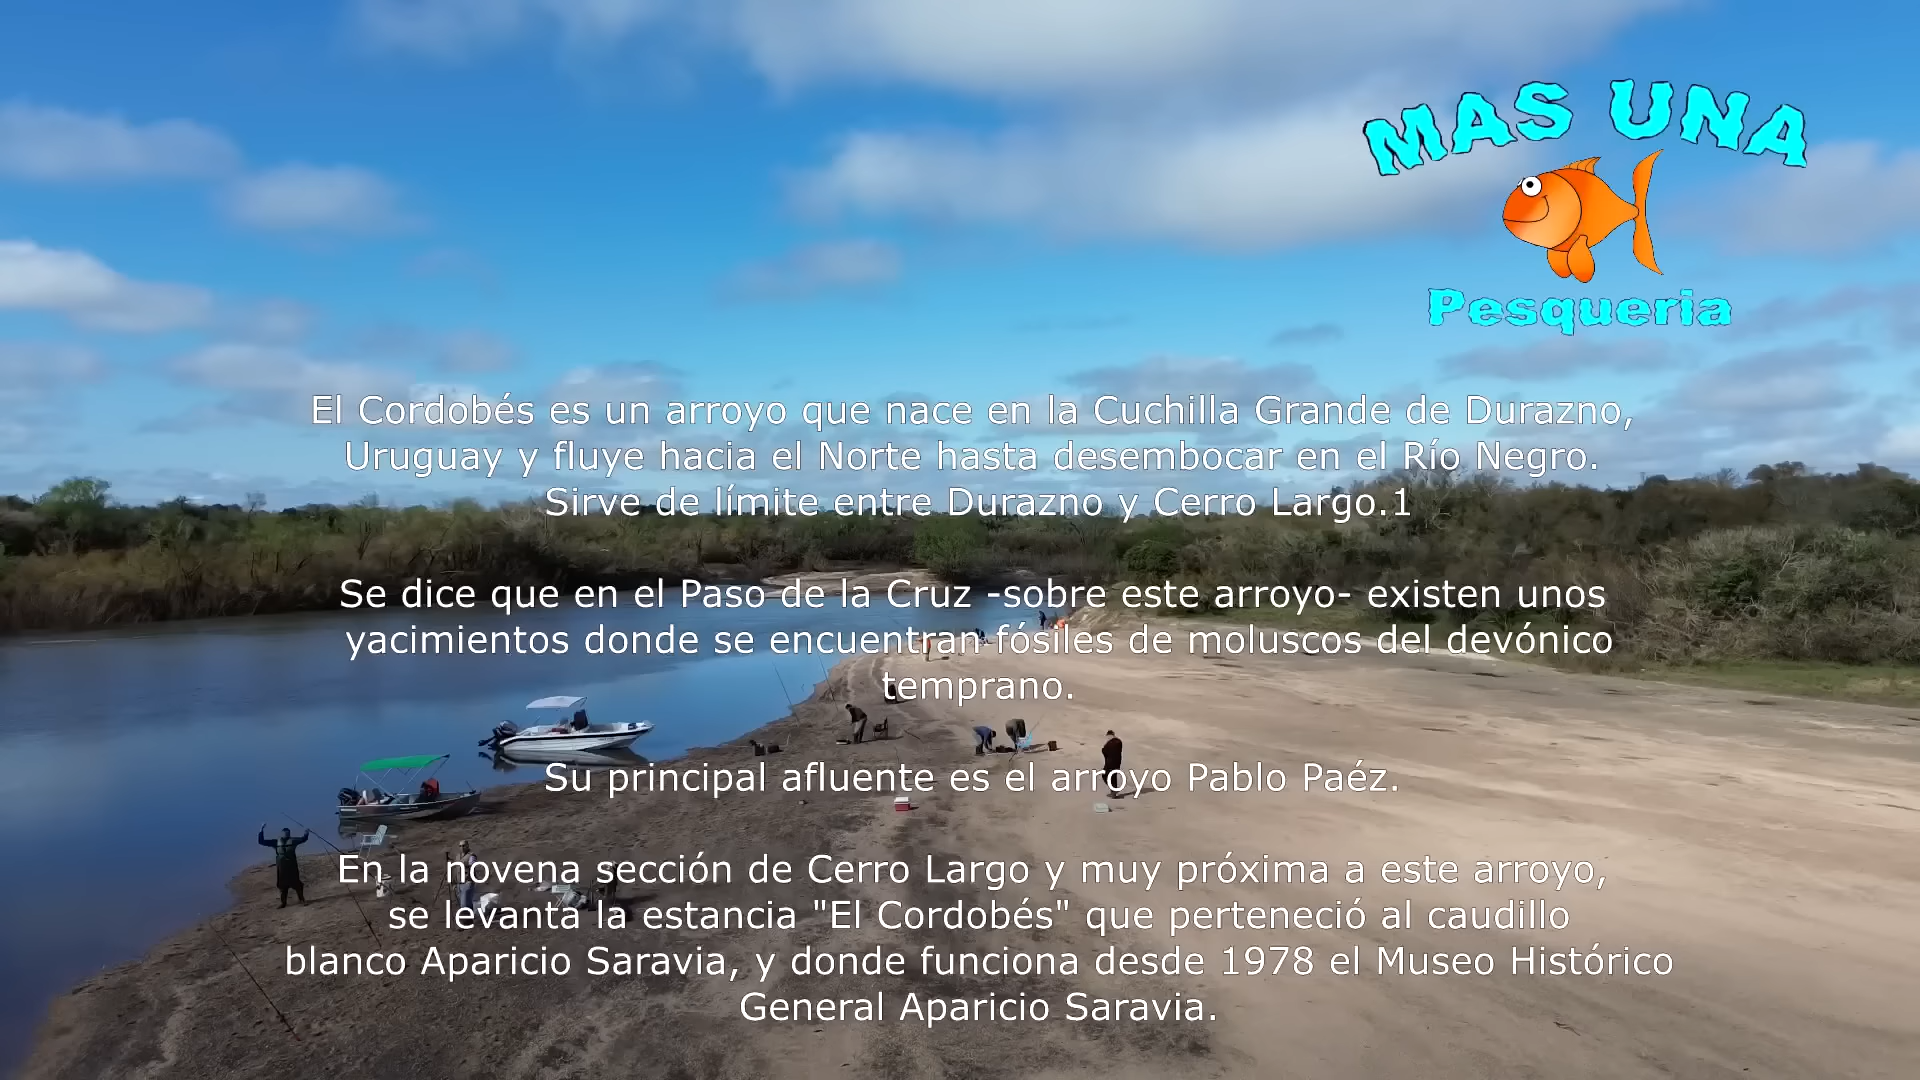 MAS UNA
Pesqueria
El Cordobés es un arroyo que nace en la Cuchilla Grande de Durazno,
Uruguay y fluye hacia el Norte hasta desembocar en el Río Negro.
Sirve de límite entre Durazno y Cerro Largo.1
Se dice que en el Paso de la Cruz -sobre este arroyo- existen unos
yacimientos donde se encuentran fósiles de moluscos del devónico
temprano.
Su principal afluente es el arroyo Pablo Paéz.
En la novena sección de Cerro Largo y muy próxima a este arroyo,
se levanta la estancia "El Cordobés" que perteneció al caudillo
blanco Aparicio Saravia, y donde funciona desde 1978 el Museo Histórico
General Aparicio Saravia.